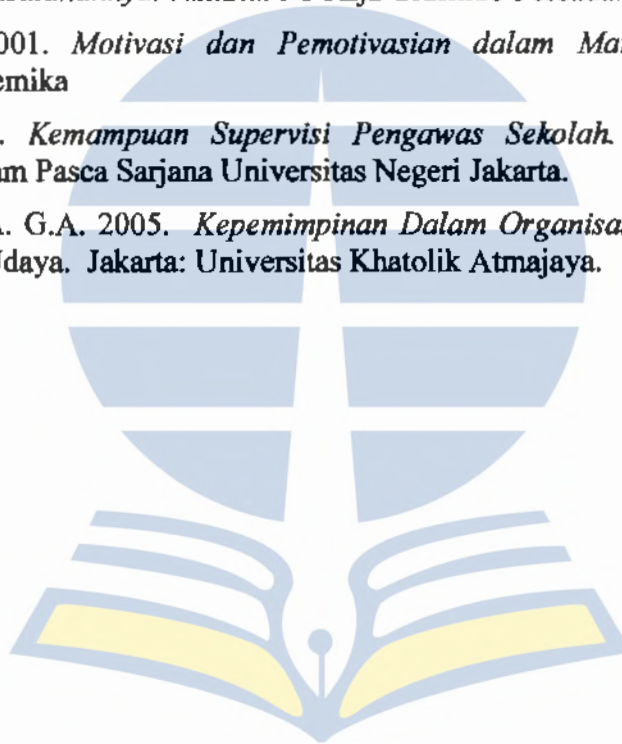 001. Motivasi dan Pemotivasian dalam Ma
emika
. Kemampuan Supervisi Pengawas Sekolah.
am Pasca Sarjana Universitas Negeri Jakarta.
A. G.A. 2005. Kepemimpinan Dalam Organisa
Udaya. Jakarta: Universitas Khatolik Atmajaya.